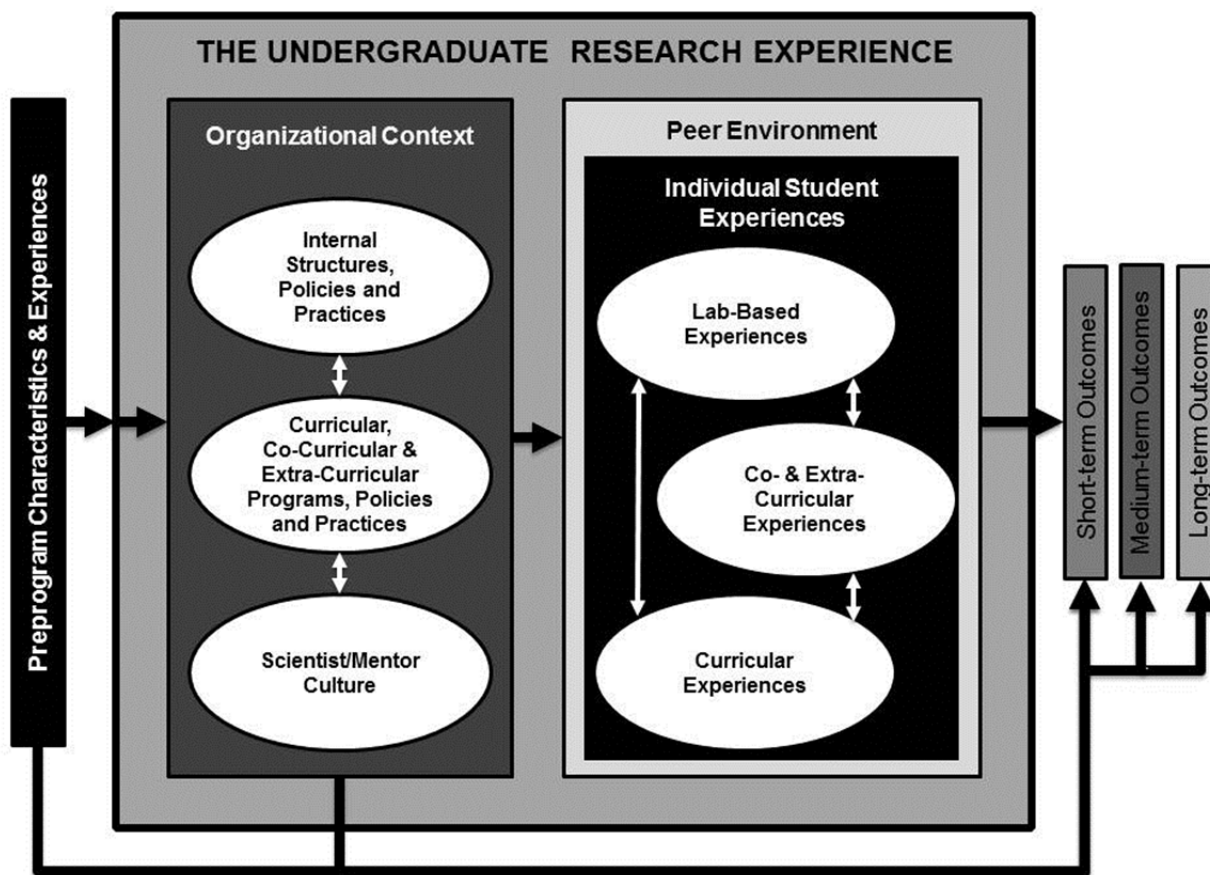 THE UNDERGRADUATE RESEARCH EXPERIENCE
Preprogram Characteristics & Experiences
Organizational Context
Internal
Structures,
Policies and
Practices
Curricular,
Co-Curricular &
Extra-Curricular
Programs, Policies
and Practices
Scientist/Mentor
Culture
Peer Environment
Individual Student
Experiences
Lab-Based
Experiences
Co- & Extra-
Curricular
Experiences
Curricular
Experiences
Short-term Outcomes
Medium-term Outcomes
Long-term Outcomes